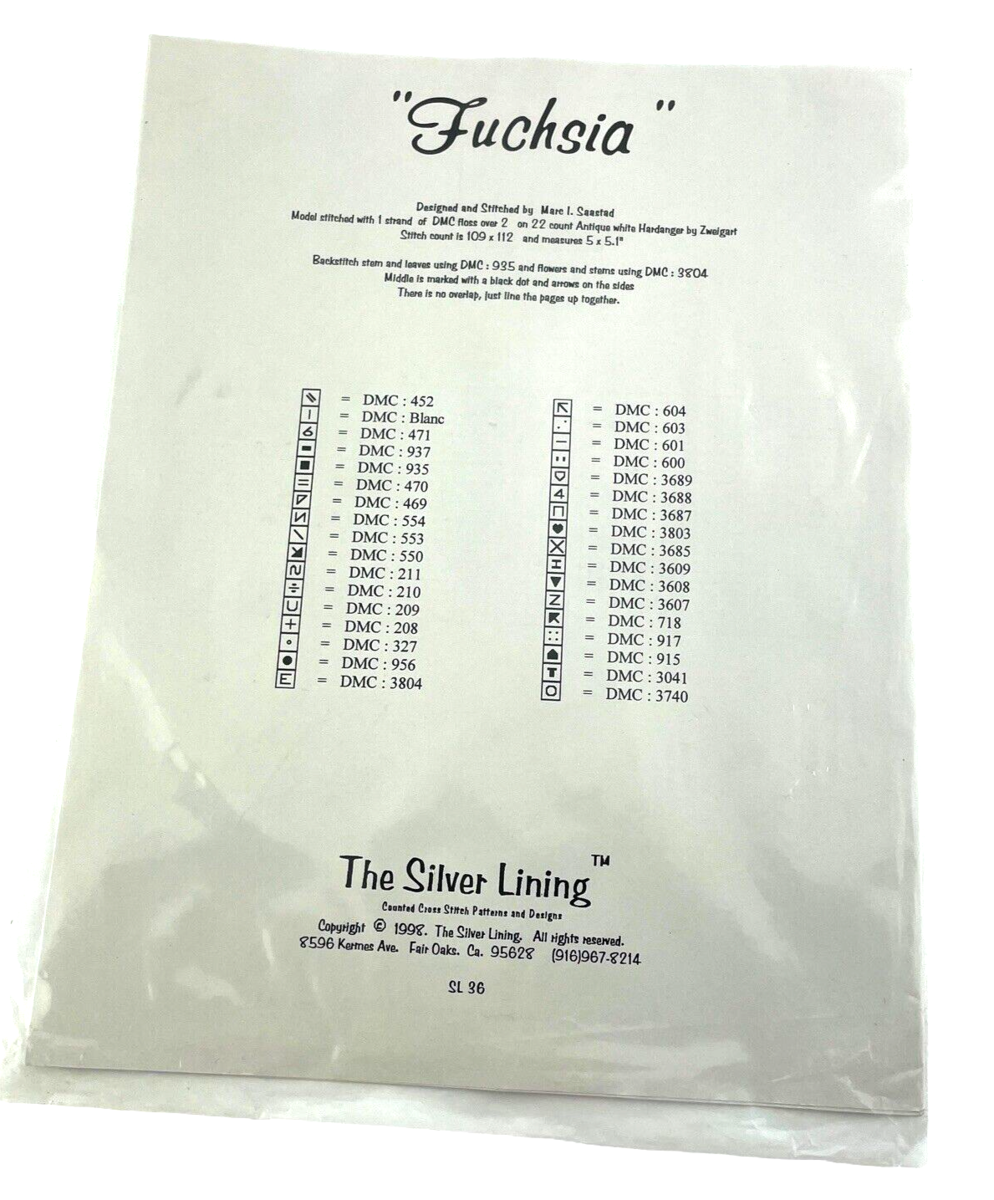 "Fuchsia"
Designed and Stitched by Marc I. Saastad
Model stitched with 1 strand of DMC floss over 2 on 22 count Antique white Hardanger by Zweigart
Stitch count is 109 x 112 and measures 5 x 5.1"
Backstitch stem and leaves using DMC : 935 and flowers and stems using DMC : 3804
Middle is marked with a black dot and arrows on the sides
There is no overlap, just line the pages up together.
= DMC : 452
= DMC : Blanc
= DMC : 471
= DMC : 937
= DMC : 935
= DMC : 470
= DMC : 469
= DMC : 554
= DMC : 553
= DMC : 550
= DMC : 211
= DMC : 210
U = DMC : 209
+ = DMC : 208
= DMC : 327
● = DMC : 956
E = DMC : 3804
= DMC : 604
= DMC : 603
= DMC : 601
= DMC : 600
= DMC : 3689
4 = DMC : 3688
= DMC : 3687
♥ = DMC : 3803
X = DMC : 3685
I = DMC : 3609
▼ = DMC : 3608
Z = DMC : 3607
= DMC : 718
= DMC : 917
= DMC : 915
T = DMC : 3041
O = DMC : 3740
The Silver Lining™
Counted Cross Stitch Patterns and Designs
Copyright © 1998. The Silver Lining. All rights reserved.
8596 Kermes Ave. Fair Oaks. Ca. 95628 (916)967-8214
SL 36